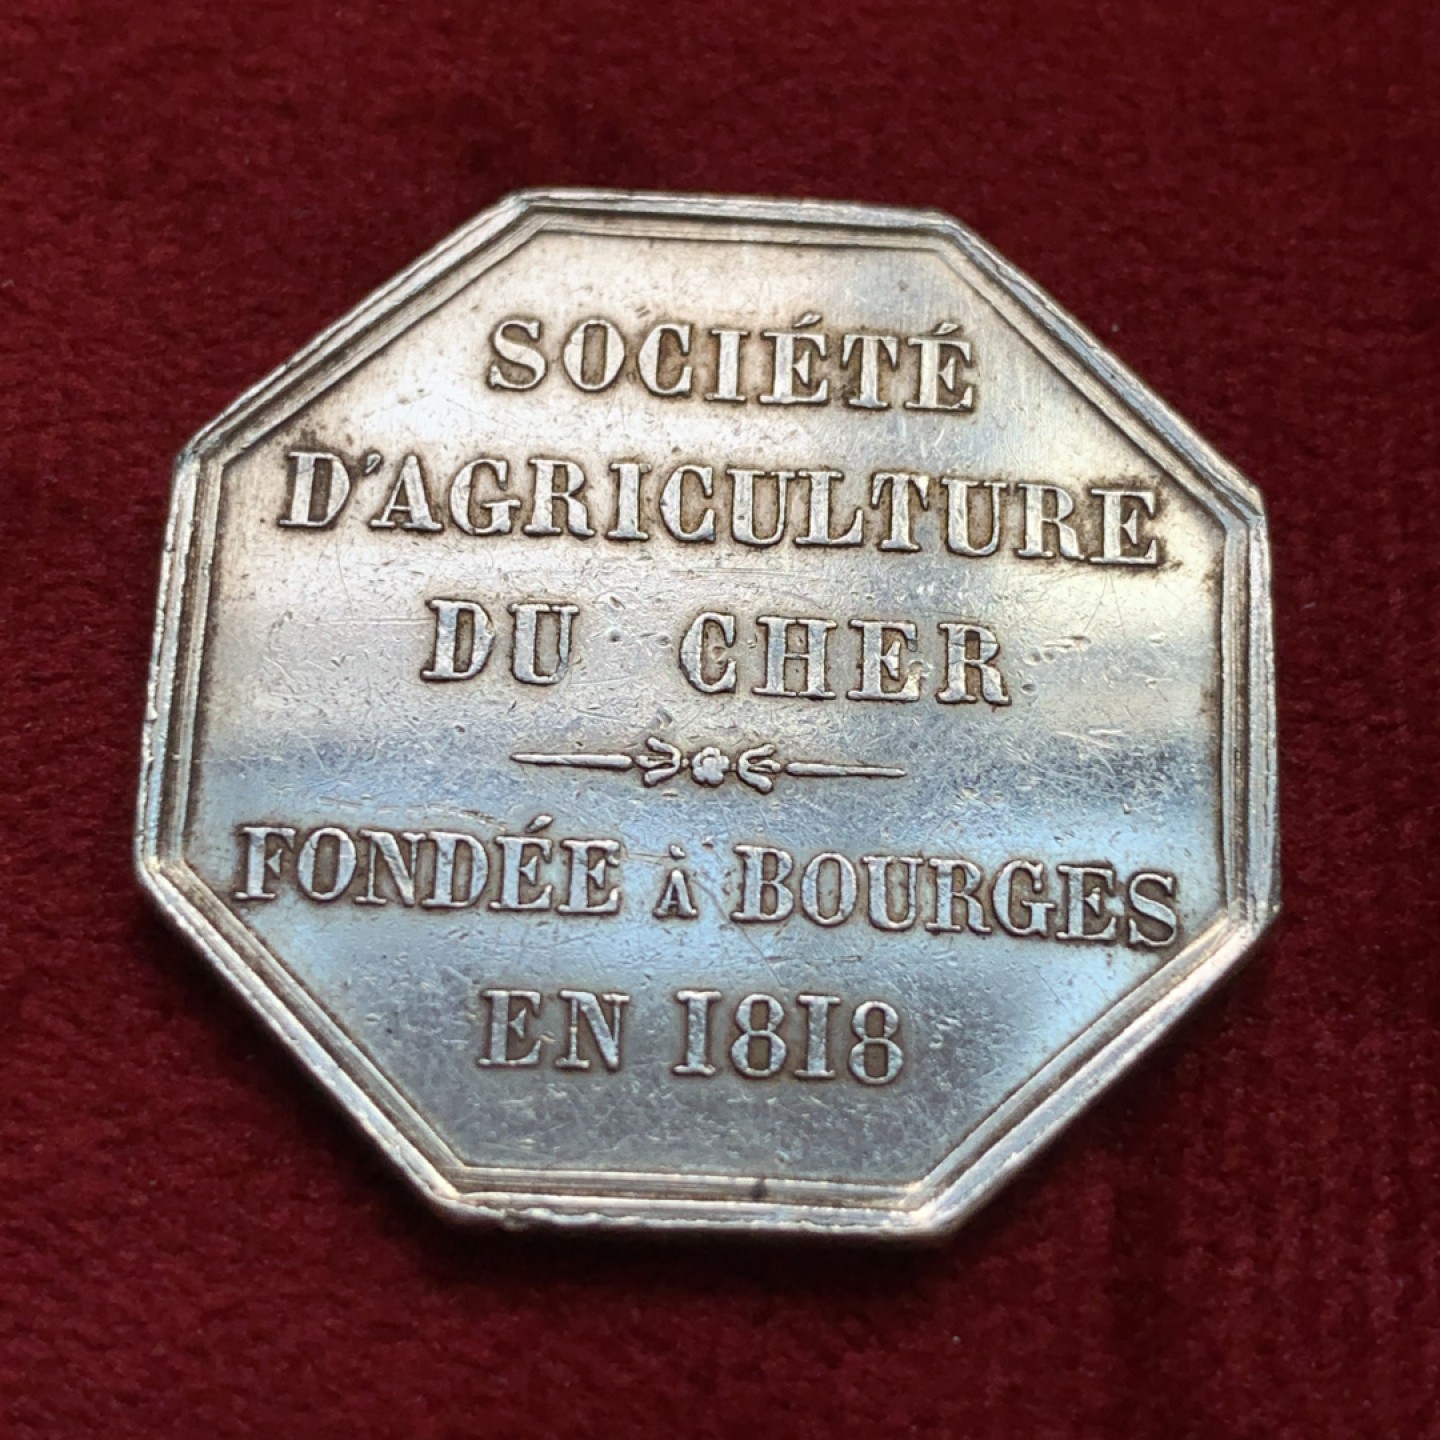 SOCIÉTÉ
D'AGRICULTURE
DU CHER
FONDÉE À BOURGES
EN 1818